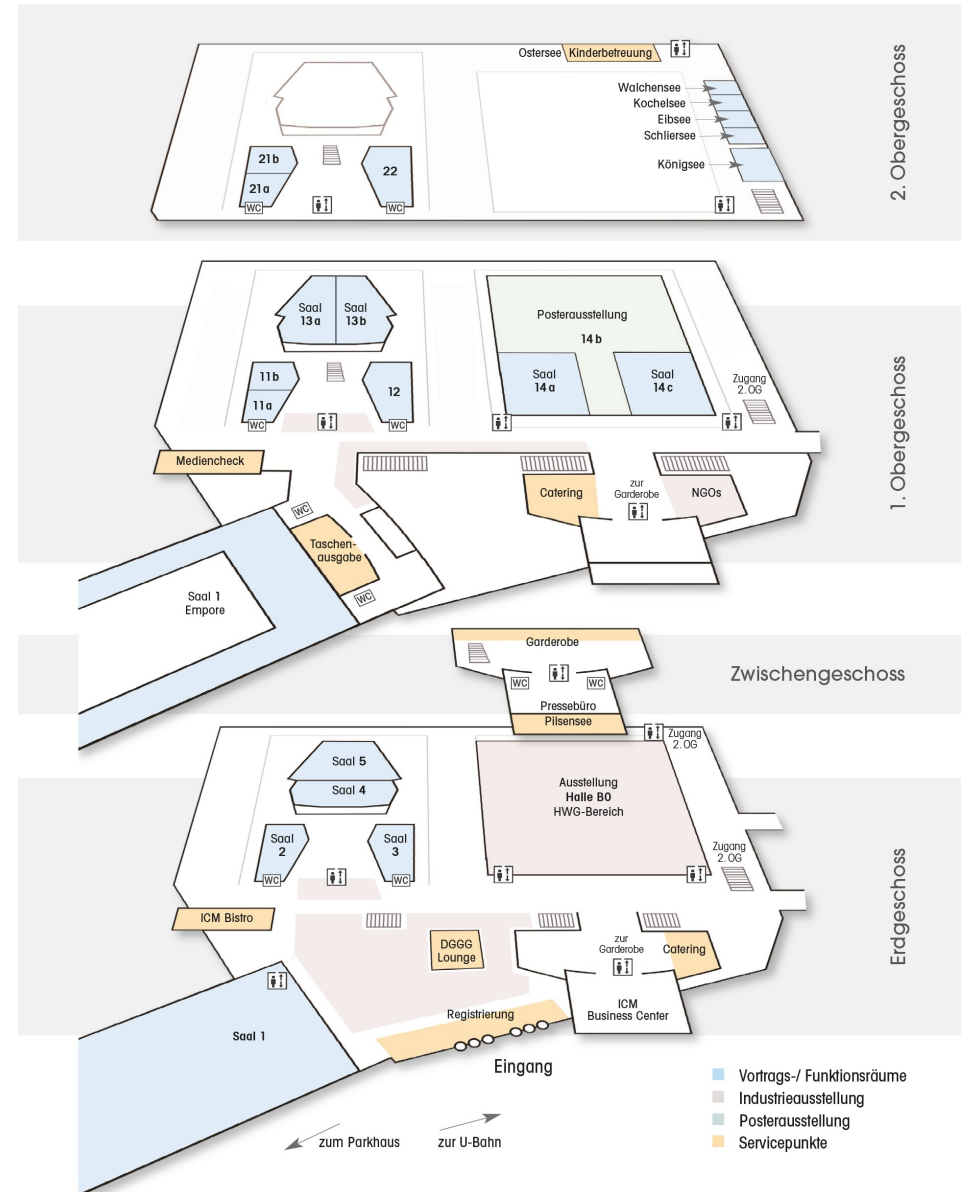 2. Obergeschoss
Ostersee Kinderbetreuung
Walchensee
Kochelsee
Eibsee
Schliersee
Königsee
21b
21a
22
WC
WC
1. Obergeschoss
Saal
13a
Saal
13b
Posterausstellung
14b
11b
11a
12
Saal
14a
Saal
14c
Zugang
2.OG
WC
WC
Mediencheck
Catering
zur
Garderobe
NGOs
WC
Taschen-
ausgabe
WC
Saal 1
Empore
Zwischengeschoss
Garderobe
WC
WC
Pressebüro
Pilsensee
Erdgeschoss
Zugang
2.OG
Saal 5
Saal 4
Ausstellung
Halle B0
HWG-Bereich
Saal
2
Saal
3
WC
WC
Zugang
2.OG
ICM Bistro
DGGG
Lounge
zur
Garderobe
Catering
ICM
Business Center
Registrierung
Saal 1
Eingang
zum Parkhaus
zur U-Bahn
Vortrags-/ Funktionsräume
Industrieausstellung
Posterausstellung
Servicepunkte